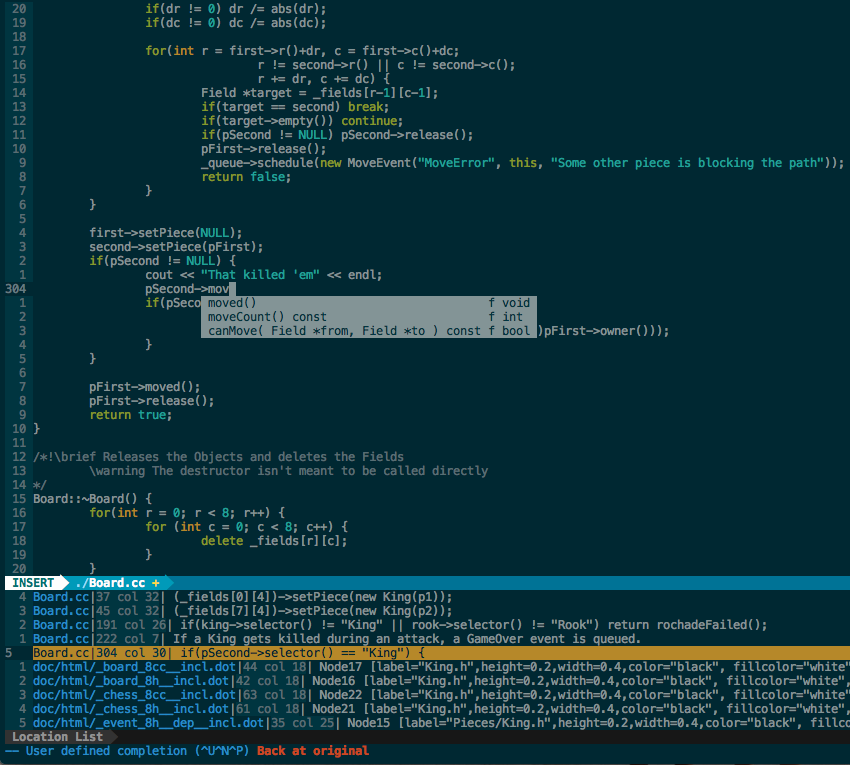 20 if(dr != 0) dr /= abs(dr);
19 if(dc != 0) dc /= abs(dc);
18
17 for(int r = first->r()+dr, c = first->c()+dc;
16 r != second->r() || c != second->c();
15 r += dr, c += dc) {
14 Field *target = _fields[r-1][c-1];
13 if(target == second) break;
12 if(target->empty()) continue;
11 if(pSecond != NULL) pSecond->release();
10 pFirst->release();
9 _queue->schedule(new MoveEvent("MoveError", this, "Some other piece is blocking the path"));
8 return false;
7 }
6 }
5
4 first->setPiece(NULL);
3 second->setPiece(pFirst);
2 if(pSecond != NULL) {
1 cout << "That killed 'em" << endl;
304 pSecond->mov
1 if(pSeco moved() f void
2 moveCount() const f int
3 canMove( Field *from, Field *to ) const f bool )pFirst->owner()));
4 }
5 }
6
7 pFirst->moved();
8 pFirst->release();
9 return true;
10 }
11
12 /*!\brief Releases the Objects and deletes the Fields
13 \warning The destructor isn't meant to be called directly
14 */
15 Board::~Board() {
16 for(int r = 0; r < 8; r++) {
17 for (int c = 0; c < 8; c++) {
18 delete _fields[r][c];
19 }
20 }
INSERT ./Board.cc +
4 Board.cc|37 col 32| (_fields[0][4])->setPiece(new King(p1));
3 Board.cc|45 col 32| (_fields[7][4])->setPiece(new King(p2));
2 Board.cc|191 col 26| if(king->selector() != "King" || rook->selector() != "Rook") return rochadeFailed();
1 Board.cc|222 col 7| If a King gets killed during an attack, a GameOver event is queued.
5 Board.cc|304 col 30| if(pSecond->selector() == "King") {
1 doc/html/_board_8cc__incl.dot|44 col 18| Node17 [label="King.h",height=0.2,width=0.4,color="black", fillcolor="white"
2 doc/html/_board_8h__incl.dot|42 col 18| Node16 [label="King.h",height=0.2,width=0.4,color="black", fillcolor="white",
3 doc/html/_chess_8cc__incl.dot|63 col 18| Node22 [label="King.h",height=0.2,width=0.4,color="black", fillcolor="white"
4 doc/html/_chess_8h__incl.dot|61 col 18| Node21 [label="King.h",height=0.2,width=0.4,color="black", fillcolor="white",
5 doc/html/_event_8h__dep__incl.dot|35 col 25| Node15 [label="Pieces/King.h",height=0.2,width=0.4,color="black", fillc
Location List
-- User defined completion (^U^N^P) Back at original